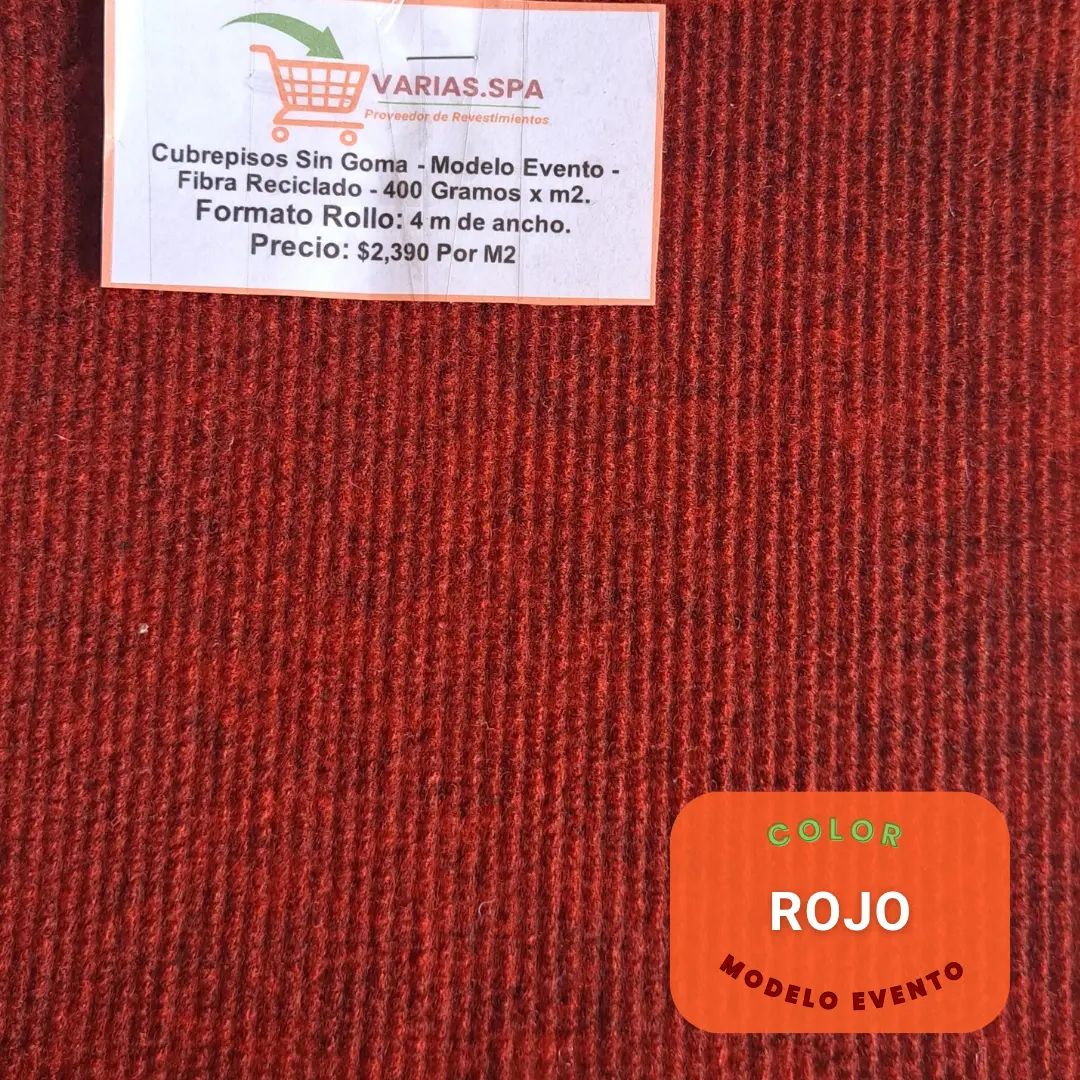 VARIAS.SPA
Proveedor de Revestimientos
Cubrepisos Sin Goma - Modelo Evento -
Fibra Reciclado - 400 Gramos x m2.
Formato Rollo: 4 m de ancho.
Precio: $2,390 Por M2
COLOR
ROJO
MODELO EVENTO